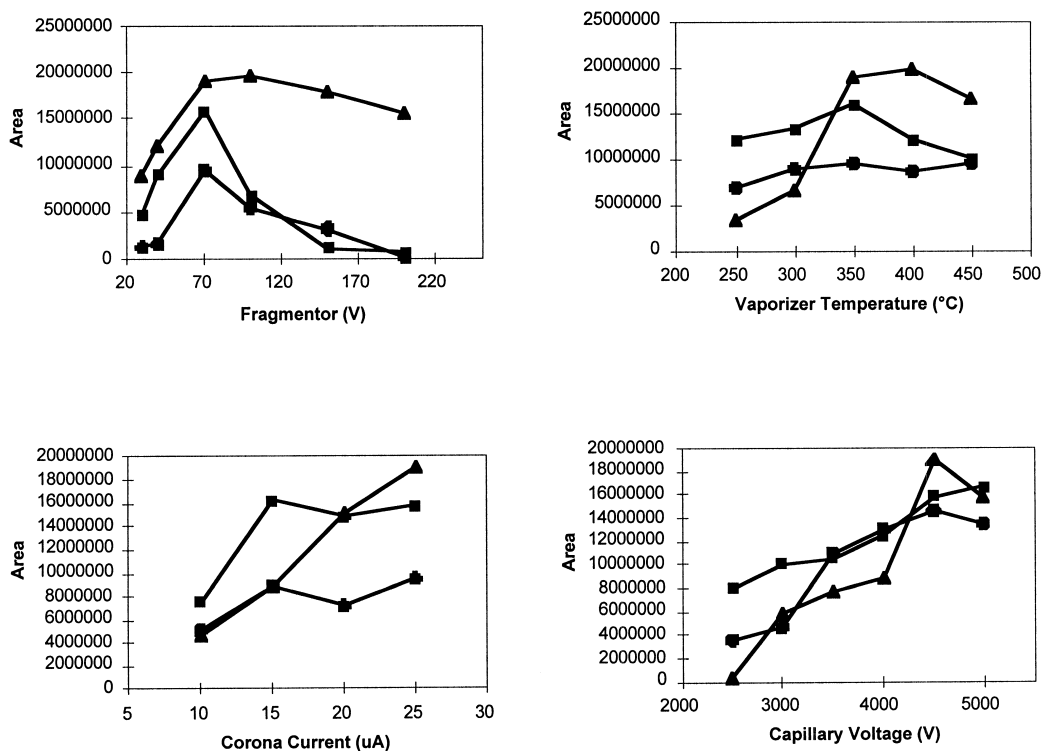 25000000
20000000
15000000
10000000
5000000
0
Area
20 70 120 170 220
Fragmentor (V)
25000000
20000000
15000000
10000000
5000000
0
Area
200 250 300 350 400 450 500
Vaporizer Temperature (°C)
20000000
18000000
16000000
14000000
12000000
10000000
8000000
6000000
4000000
2000000
0
Area
5 10 15 20 25 30
Corona Current (uA)
20000000
18000000
16000000
14000000
12000000
10000000
8000000
6000000
4000000
2000000
0
Area
2000 3000 4000 5000
Capillary Voltage (V)